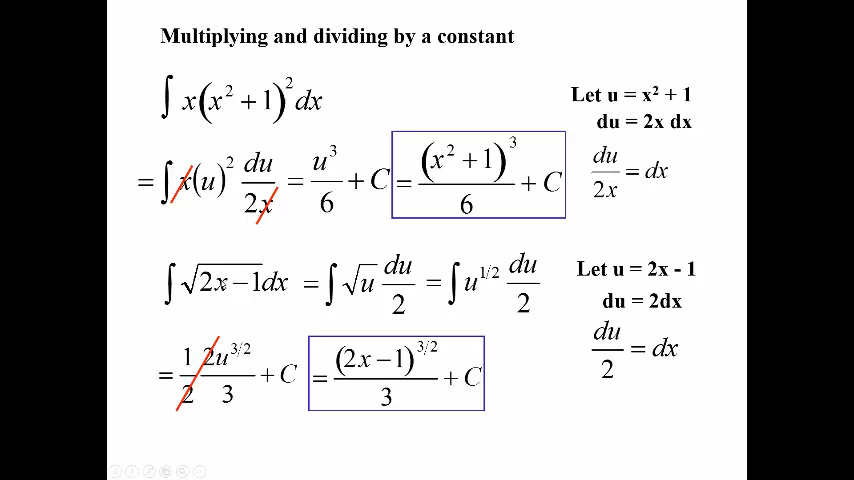 Multiplying and dividing by a constant
∫ x(x² + 1)² dx
Let u = x² + 1
du = 2x dx
= ∫ x(u)² du/2x = u³/6 + C = (x² + 1)³/6 + C
du/2x = dx
∫ √(2x − 1) dx = ∫ √u du/2 = ∫ u^1/2 du/2
Let u = 2x - 1
du = 2dx
= 1/2 2u^3/2/3 + C = (2x − 1)^3/2/3 + C
du/2 = dx